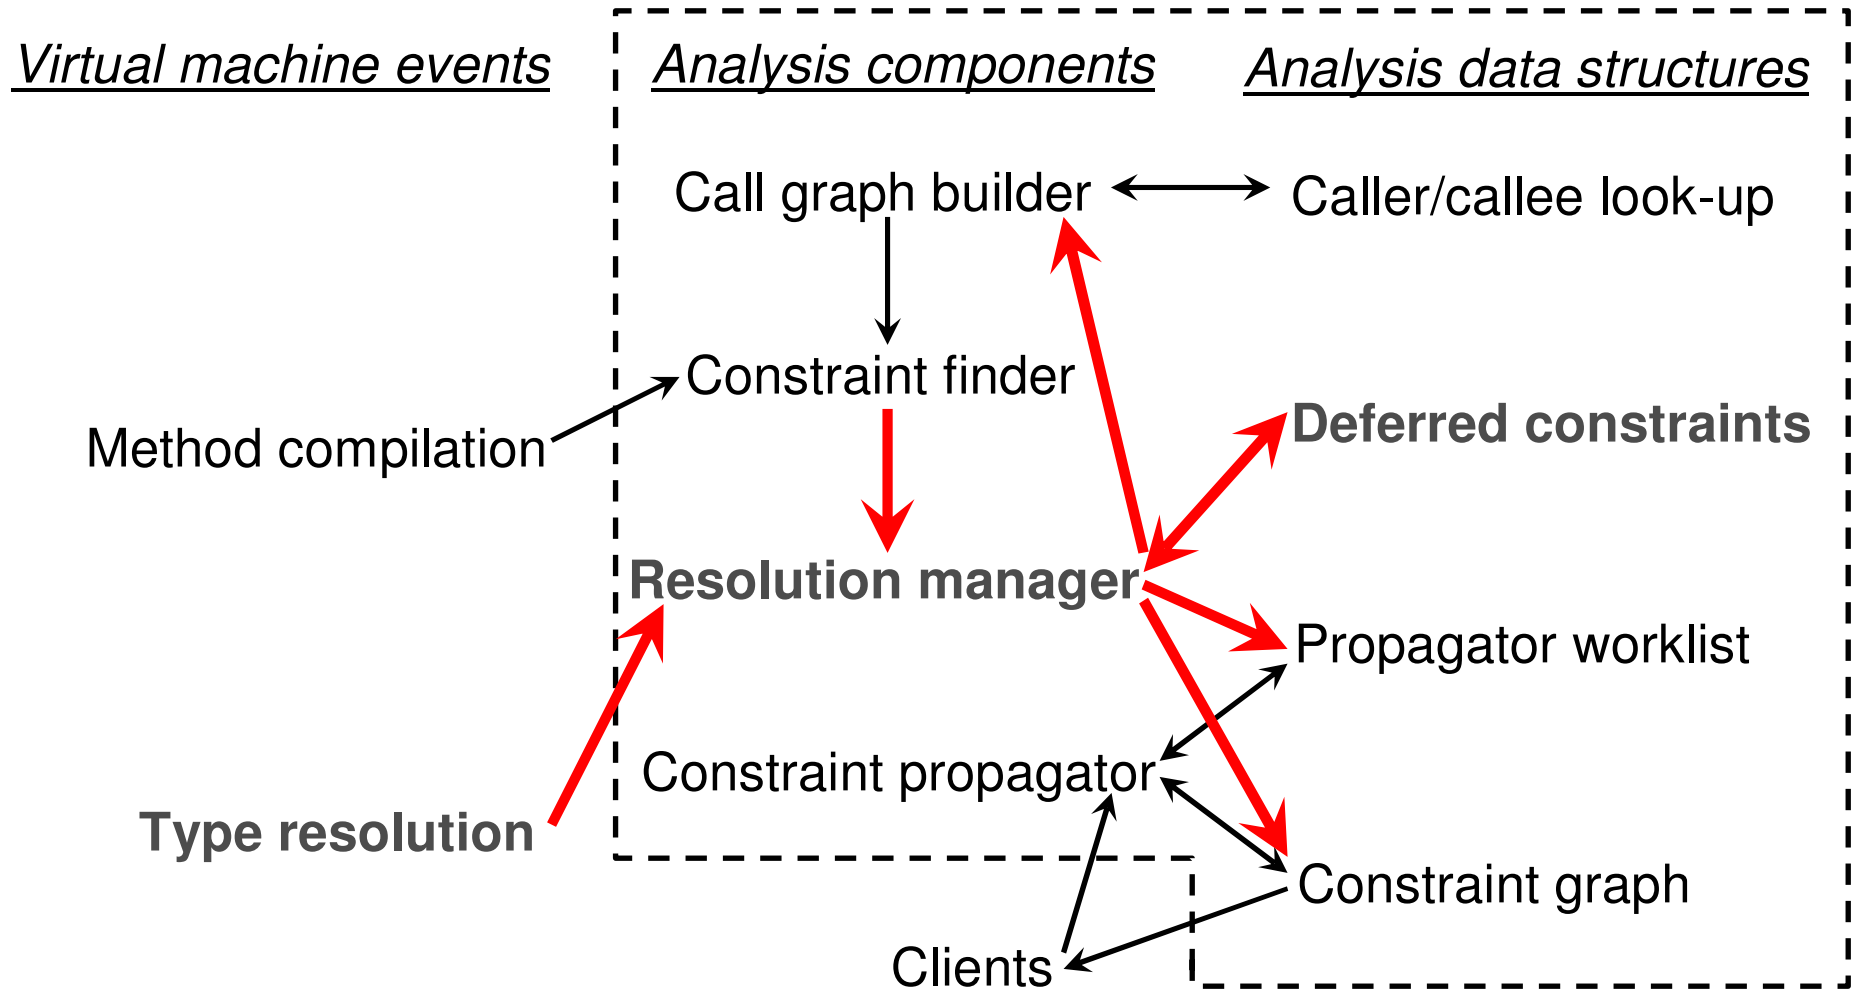 Virtual machine events
Analysis components
Analysis data structures
Call graph builder
Caller/callee look-up
Constraint finder
Method compilation
Deferred constraints
Resolution manager
Propagator worklist
Constraint propagator
Type resolution
Constraint graph
Clients